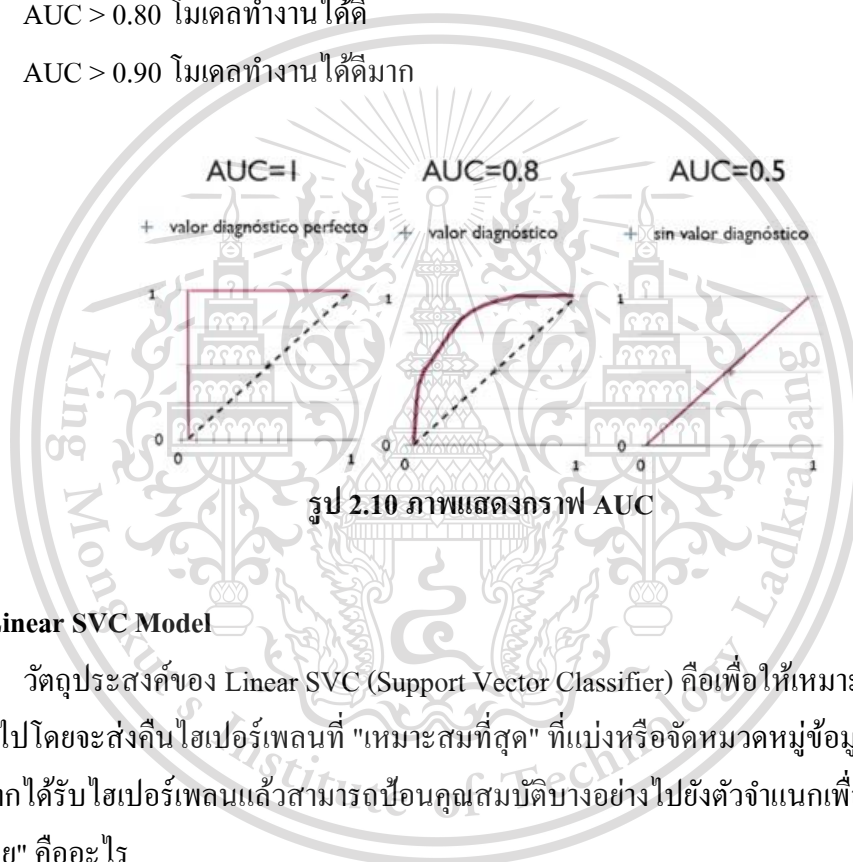 AUC > 0.80 โมเดลทำงานได้ดี
AUC > 0.90 โมเดลทำงานได้ดีมาก
AUC=1 AUC=0.8 AUC=0.5
+ valor diagnóstico perfecto + valor diagnóstico + sin valor diagnóstico
1 1 1
0 0 0
0 1 0 1 0 1
รูป 2.10 ภาพแสดงกราฟ AUC
Linear SVC Model
วัตถุประสงค์ของ Linear SVC (Support Vector Classifier) คือเพื่อให้เหมาะ
ไปโดยจะส่งคืนไฮเปอร์เพลนที่ "เหมาะสมที่สุด" ที่แบ่งหรือจัดหมวดหมู่ข้อมู
ากได้รับไฮเปอร์เพลนแล้วสามารถป้อนคุณสมบัติบางอย่างไปยังตัวจำแนกเพื่
ย" คืออะไร
King Mongkut's Institute of Technology Ladkrabang